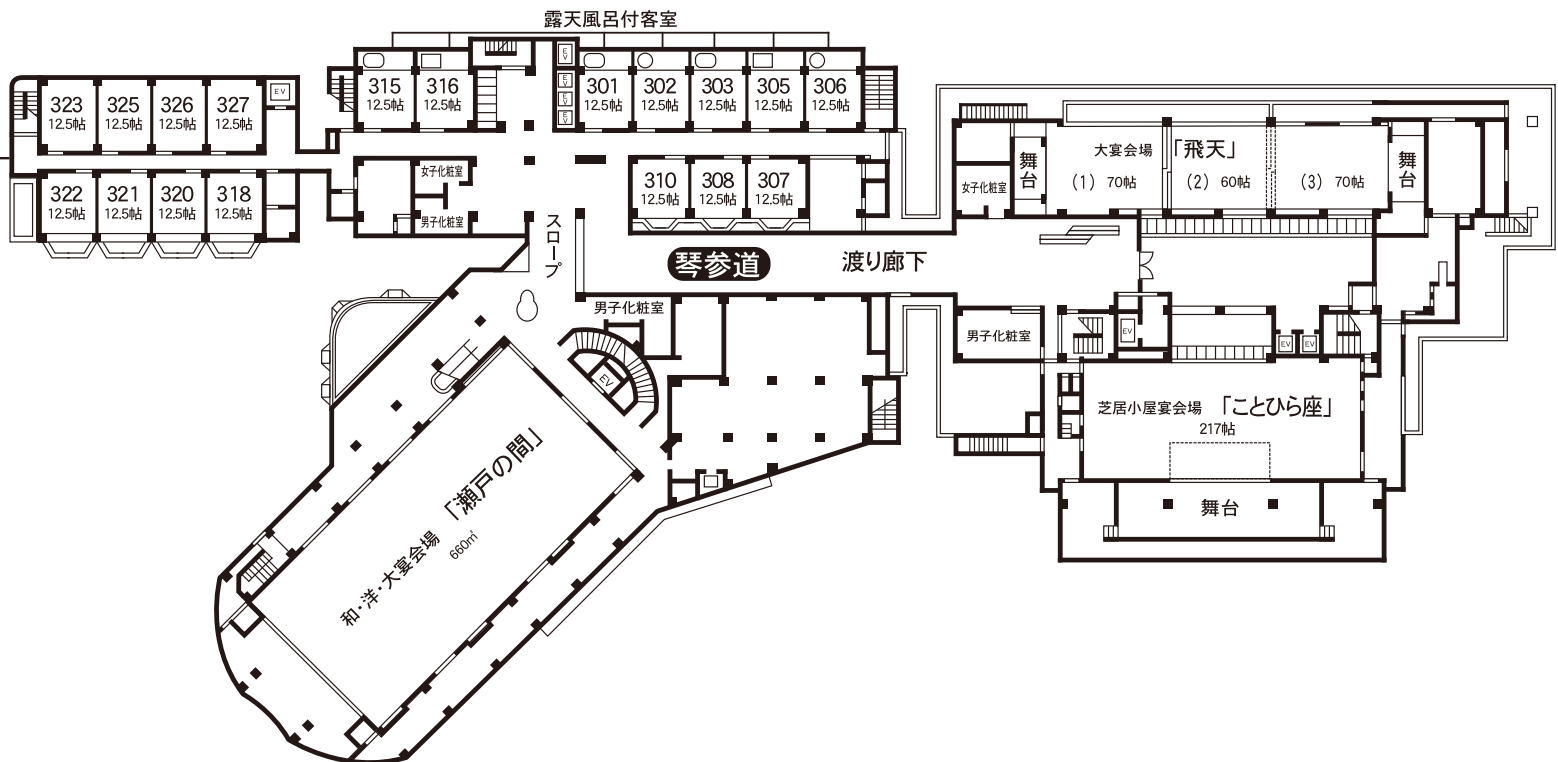 露天風呂付客室
EV
EV
EV
EV
323
12.5帖
325
12.5帖
326
12.5帖
327
12.5帖
EV
315
12.5帖
316
12.5帖
301
12.5帖
302
12.5帖
303
12.5帖
305
12.5帖
306
12.5帖
322
12.5帖
321
12.5帖
320
12.5帖
318
12.5帖
女子化粧室
男子化粧室
310
12.5帖
308
12.5帖
307
12.5帖
女子化粧室
舞台
大宴会場 「飛天」
(1) 70帖
(2) 60帖
(3) 70帖
舞台
スロープ
琴参道
渡り廊下
男子化粧室
EV
男子化粧室
EV
EV
EV
芝居小屋宴会場 「ことひら座」
217帖
舞台
和・洋・大宴会場 「瀬戸の間」
660㎡